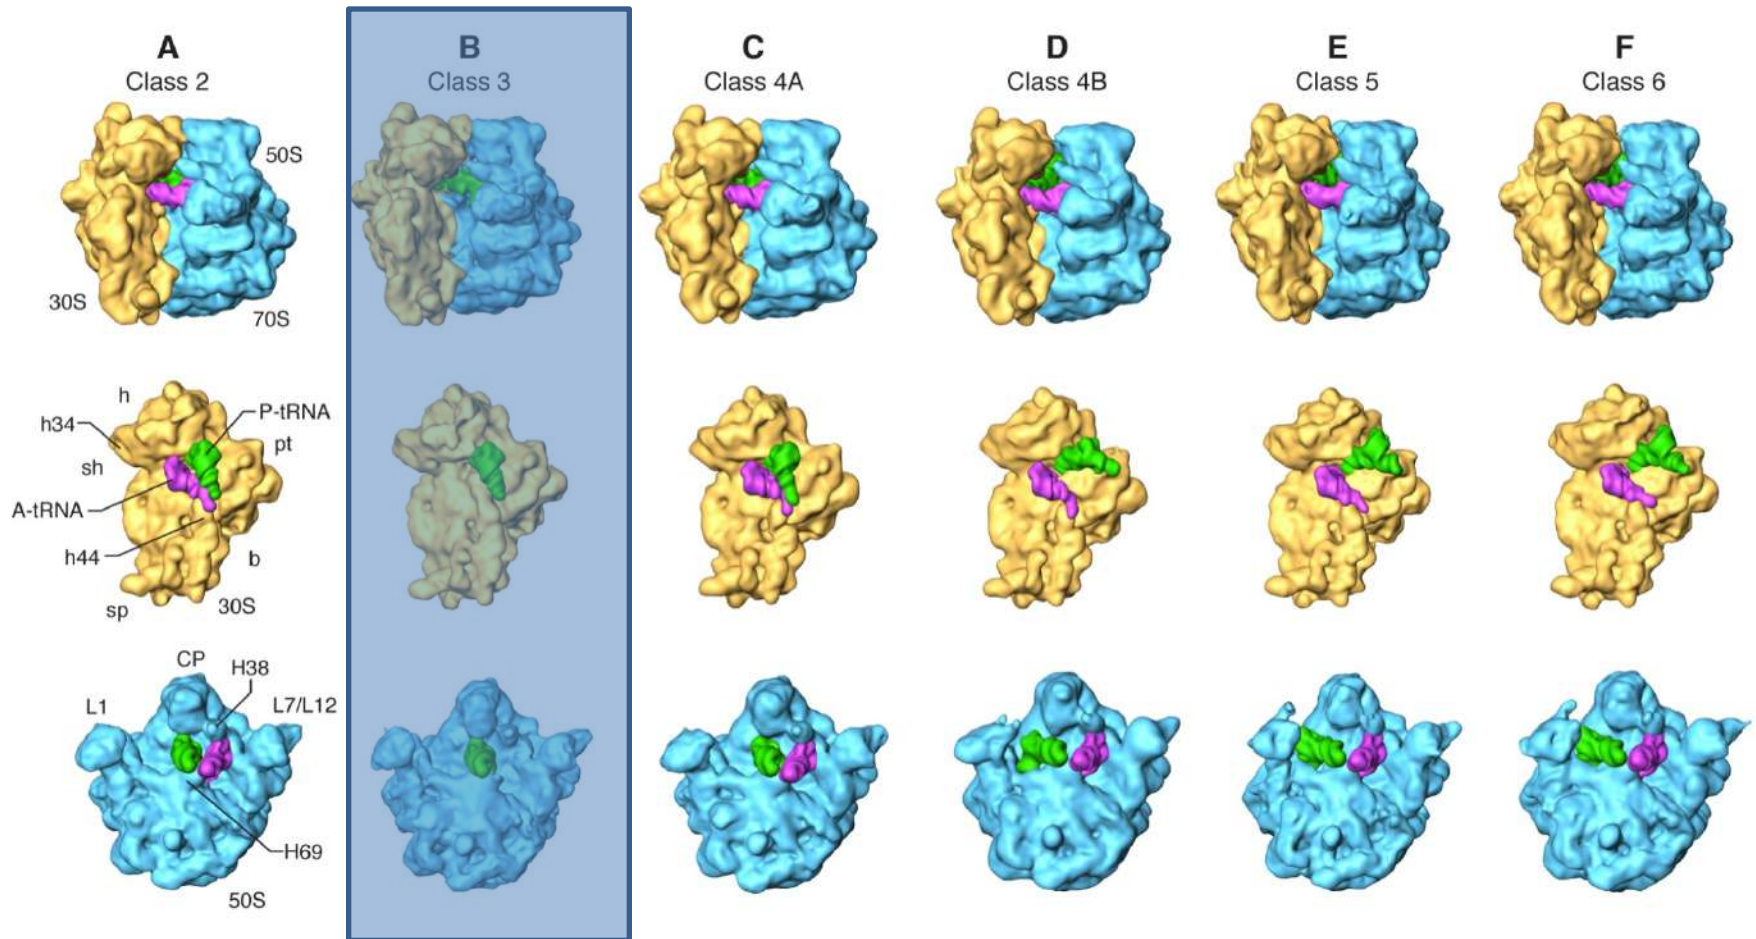 A B C D E F
Class 2 Class 3 Class 4A Class 4B Class 5 Class 6
50S
30S
70S
h
P-tRNA
h34
pt
sh
A-tRNA
h44
b
sp
30S
CP
H38
L1
L7/L12
H69
50S